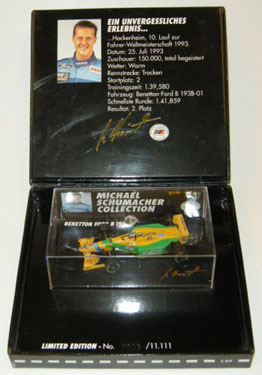 EIN UNVERGESSLICHES
ERLEBNIS...
...Hockenheim, 10. Lauf zur
Fahrer-Weltmeisterschaft 1993.
Datum: 25. Juli 1993
Zuschauer: 150.000, total begeistert
Wetter: Warm
Rennstrecke: Trocken
Startplatz: 2
Trainingszeit: 1.39,580
Fahrzeug: Benetton-Ford B 193B-01
Schnellste Runde: 1.41,859
Resultat: 2. Platz
MICHAEL
SCHUMACHER
COLLECTION
BENETTON FORD B
LIMITED EDITION - No. /11.111